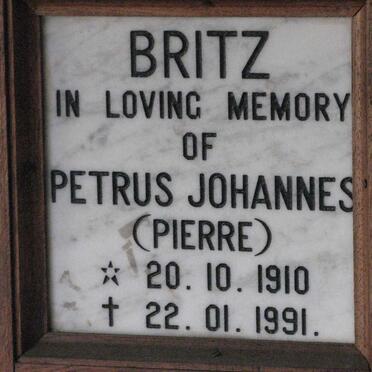 BRITZ
IN LOVING MEMORY
OF
PETRUS JOHANNES
(PIERRE)
☆ 20. 10. 1910
† 22. 01. 1991.